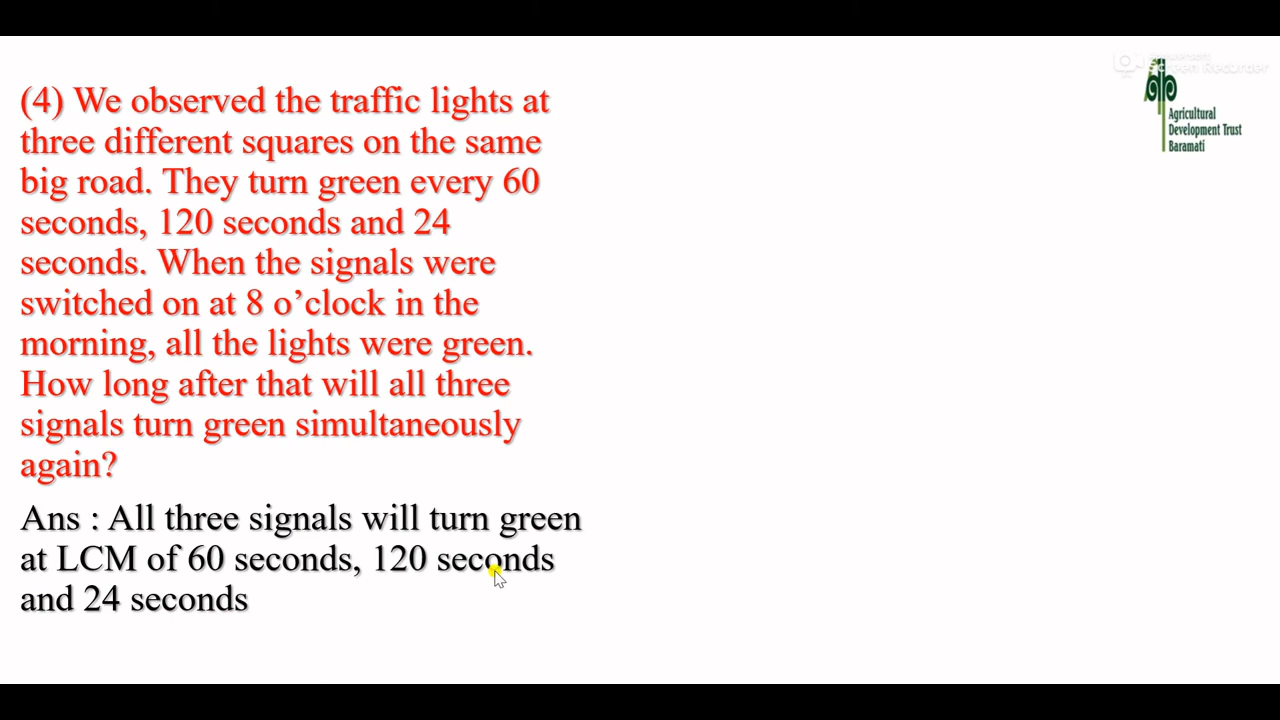 (4) We observed the traffic lights at
three different squares on the same
big road. They turn green every 60
seconds, 120 seconds and 24
seconds. When the signals were
switched on at 8 o’clock in the
morning, all the lights were green.
How long after that will all three
signals turn green simultaneously
again?
Ans : All three signals will turn green
at LCM of 60 seconds, 120 seconds
and 24 seconds
Screen Recorder
Agricultural
Development Trust
Baramati